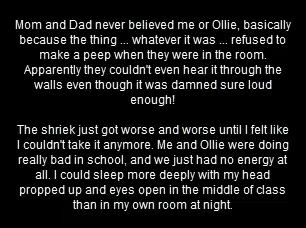 Mom and Dad never believed me or Ollie, basically
because the thing ... whatever it was ... refused to
make a peep when they were in the room.
Apparently they couldn't even hear it through the
walls even though it was damned sure loud
enough!
The shriek just got worse and worse until I felt like
I couldn't take it anymore. Me and Ollie were doing
really bad in school, and we just had no energy at
all. I could sleep more deeply with my head
propped up and eyes open in the middle of class
than in my own room at night.